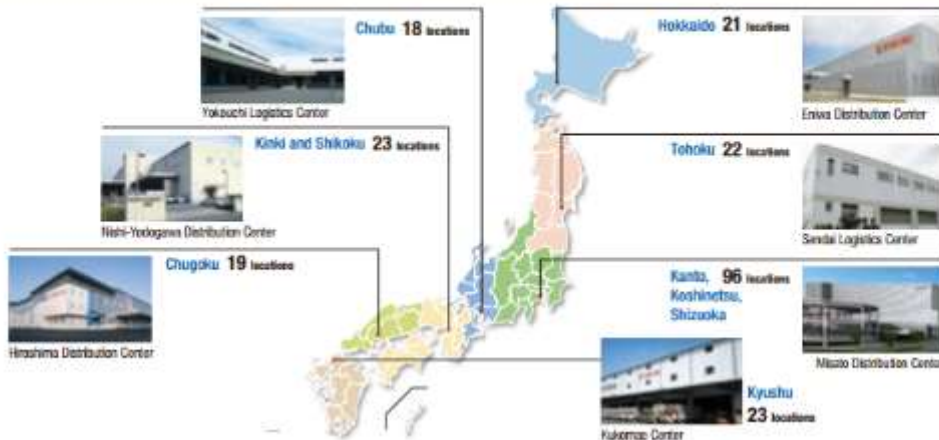 Chubu 18 locations
Hokkaido 21 locations
Yokouchi Logistics Center
Eniwa Distribution Center
Kinki and Shikoku 23 locations
Tohoku 22 locations
Nishi-Yodogawa Distribution Center
Sendai Logistics Center
Chugoku 19 locations
Kanto, 96 locations
Koshinetsu,
Shizuoka
Hiroshima Distribution Center
Misato Distribution Center
Kyushu
23 locations
Center